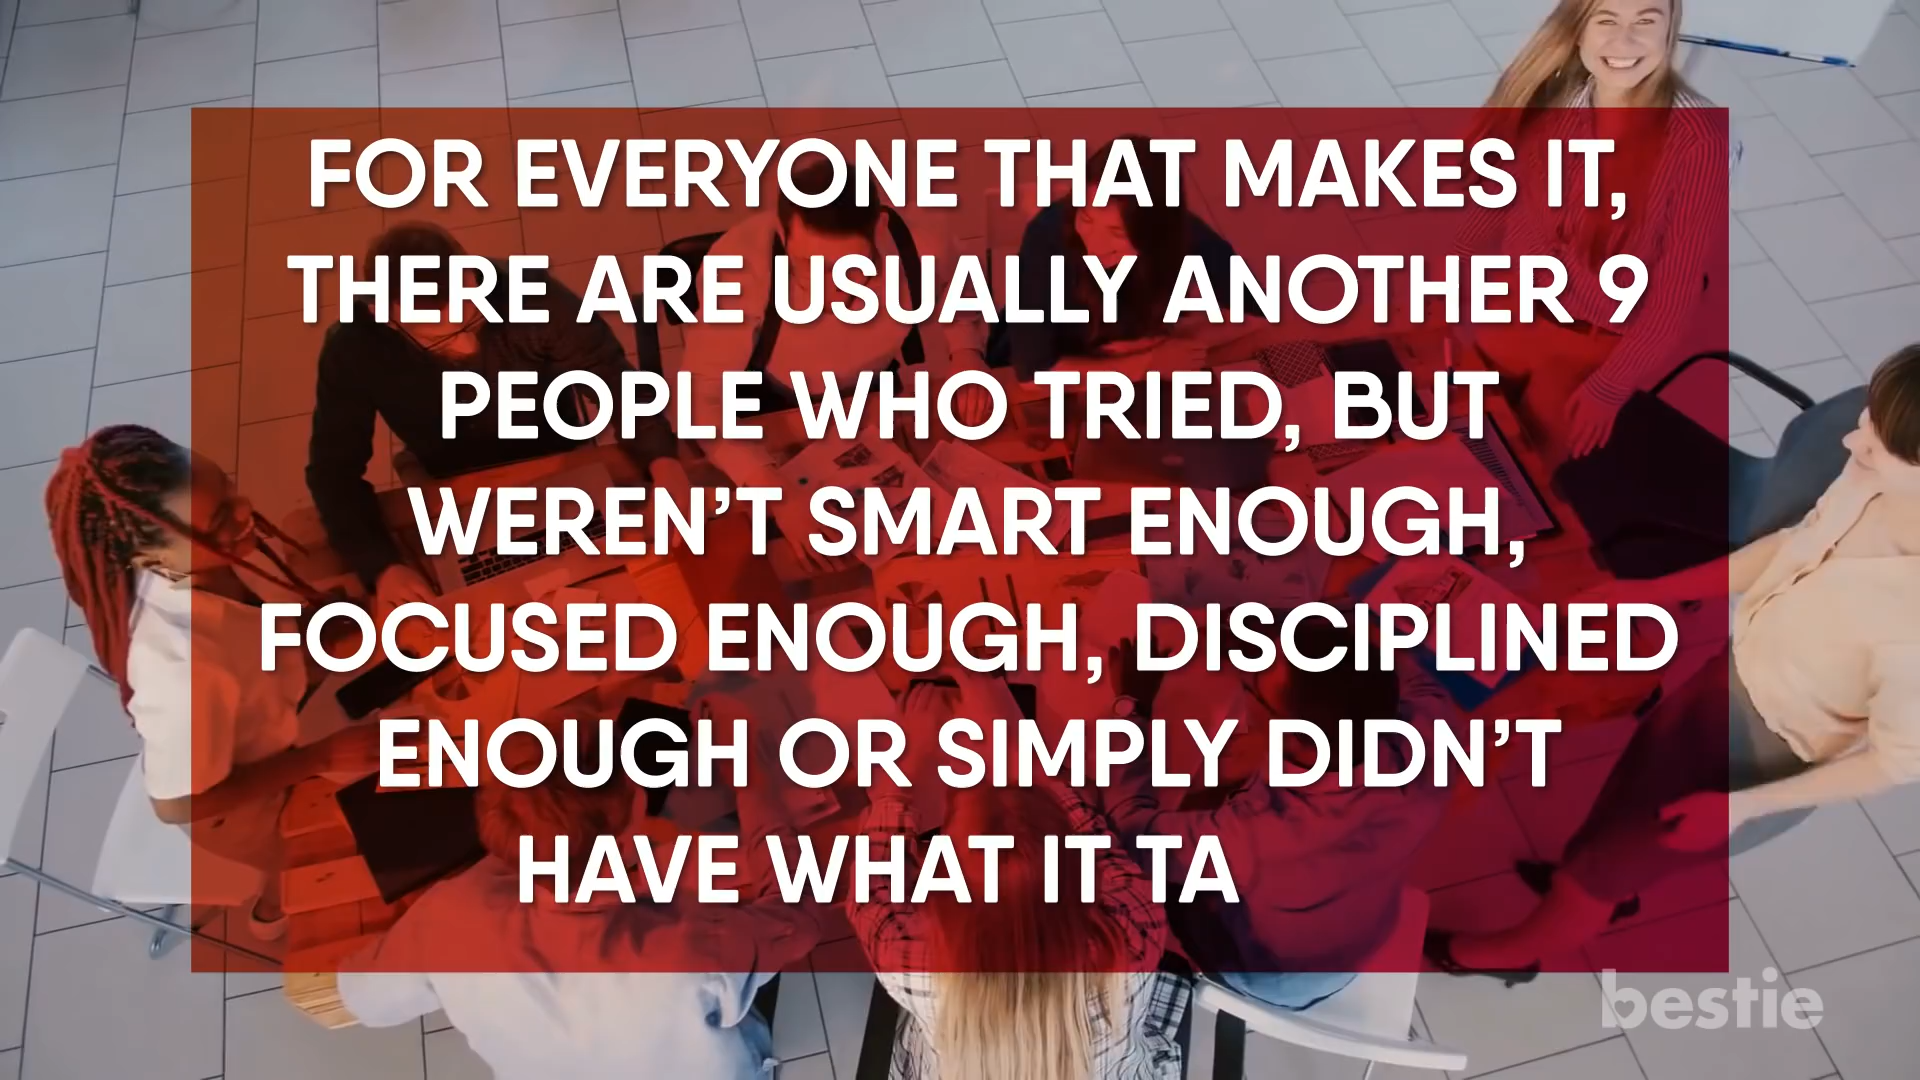 FOR EVERYONE THAT MAKES IT,
THERE ARE USUALLY ANOTHER 9
PEOPLE WHO TRIED, BUT
WEREN’T SMART ENOUGH,
FOCUSED ENOUGH, DISCIPLINED
ENOUGH OR SIMPLY DIDN’T
HAVE WHAT IT TA
bestie